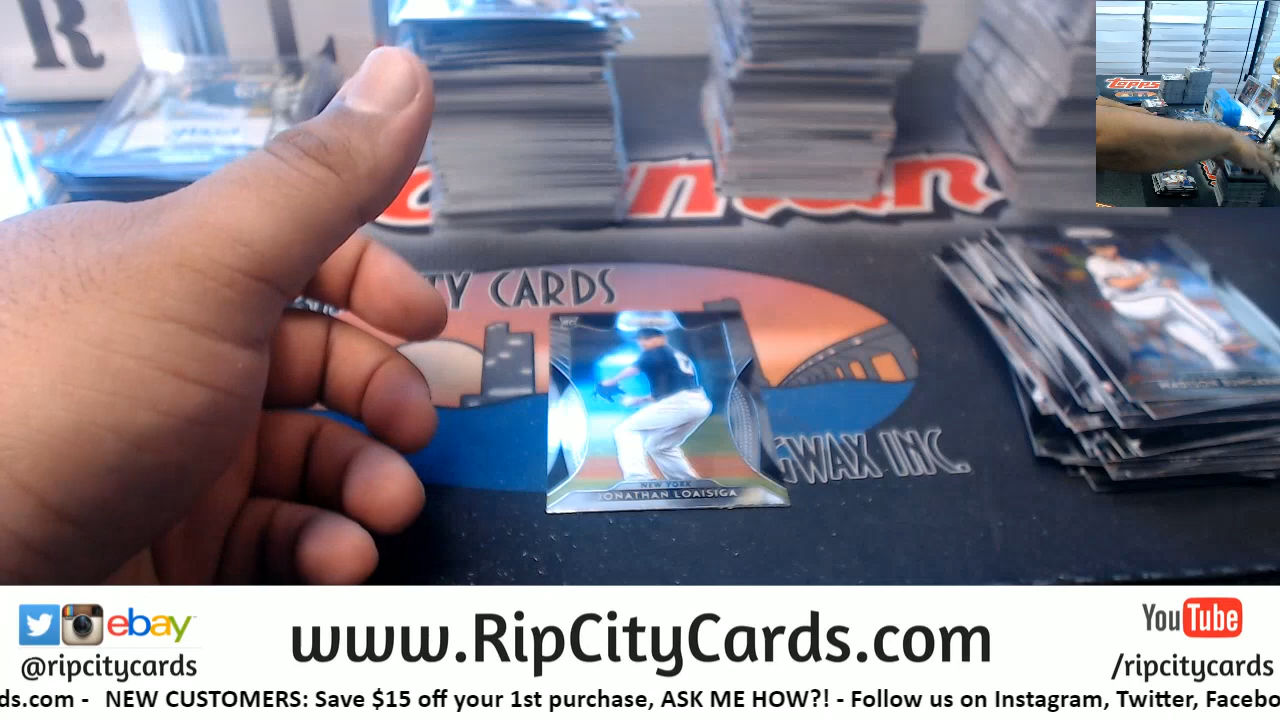 R
Topps
TY CARDS
NEW YORK
JONATHAN LOAISIGA
GWAX INC.
www.RipCityCards.com
ebay
@ripcitycards
YouTube
/ripcitycards
ds.com - NEW CUSTOMERS: Save $15 off your 1st purchase, ASK ME HOW?! - Follow us on Instagram, Twitter, Facebo